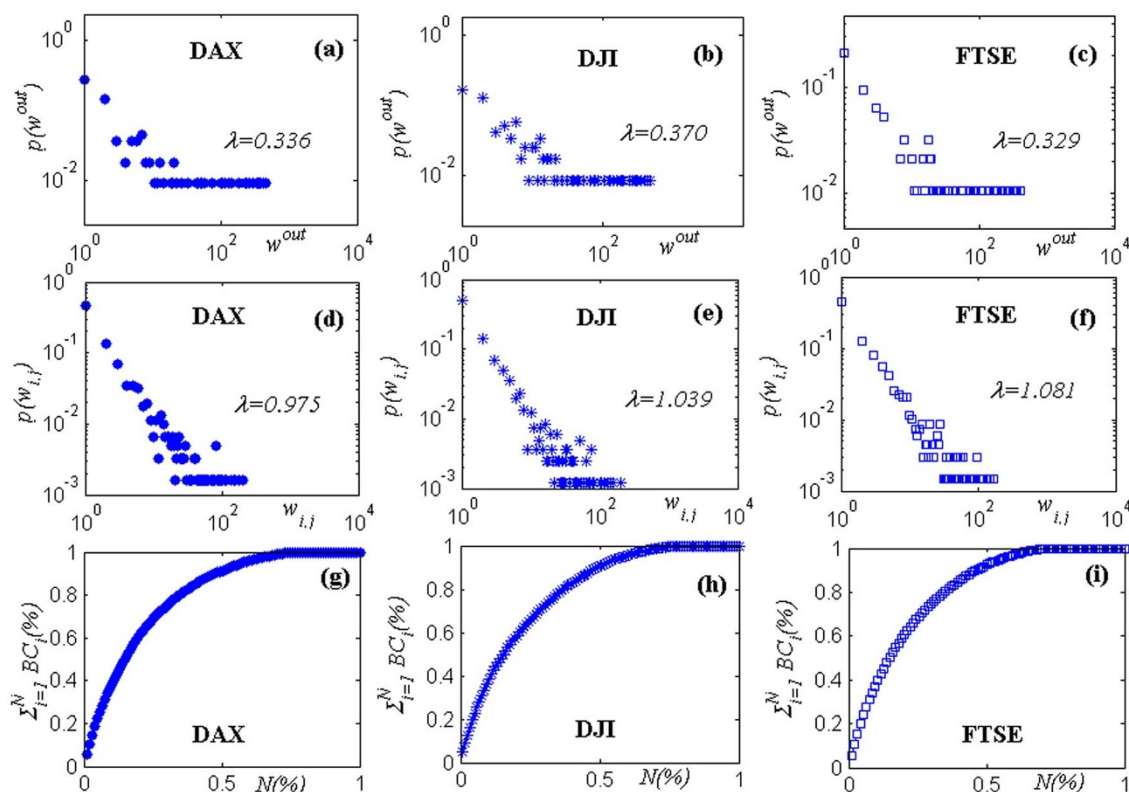 10^0
10^-2
p(w^out)
DAX
(a)
λ=0.336
10^0
10^2
10^4
w^out
10^0
10^-2
p(w^out)
DJI
(b)
λ=0.370
10^0
10^2
10^4
w^out
10^-1
10^-2
p(w^out)
FTSE
(c)
λ=0.329
10^0
10^2
10^4
w^out
10^0
10^-1
10^-2
10^-3
p(w_i,j)
DAX
(d)
λ=0.975
10^0
10^2
10^4
w_i,j
10^0
10^-1
10^-2
10^-3
p(w_i,j)
DJI
(e)
λ=1.039
10^0
10^2
10^4
w_i,j
10^0
10^-1
10^-2
10^-3
p(w_i,j)
FTSE
(f)
λ=1.081
10^0
10^2
10^4
w_i,j
1
0.8
0.6
0.4
0.2
0
Σ^N_i=1 BC_i(%)
(g)
DAX
0
0.5
1
N(%)
1
0.8
0.6
0.4
0.2
0
Σ^N_i=1 BC_i(%)
(h)
DJI
0
0.5
1
N(%)
1
0.8
0.6
0.4
0.2
0
Σ^N_i=1 BC_i(%)
(i)
FTSE
0
0.5
1
N(%)